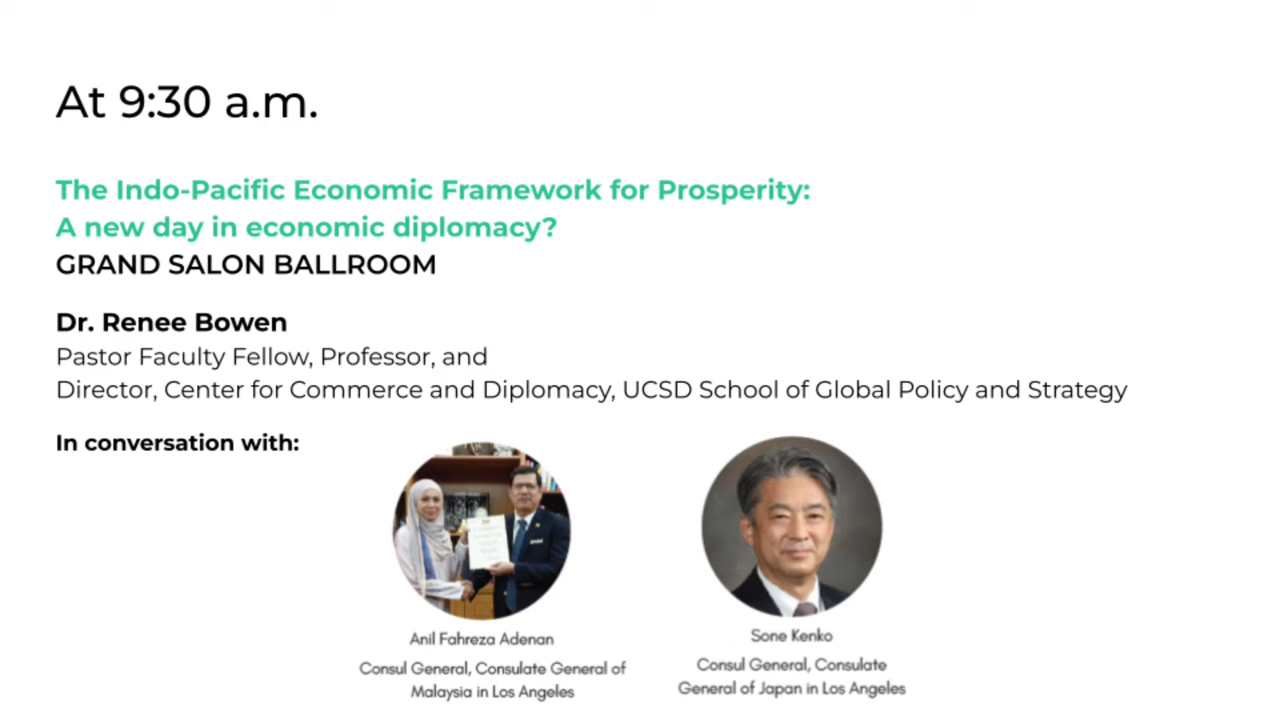 At 9:30 a.m.
The Indo-Pacific Economic Framework for Prosperity:
A new day in economic diplomacy?
GRAND SALON BALLROOM
Dr. Renee Bowen
Pastor Faculty Fellow, Professor, and
Director, Center for Commerce and Diplomacy, UCSD School of Global Policy and Strategy
In conversation with:
Anil Fahreza Adenan
Consul General, Consulate General of
Malaysia in Los Angeles
Sone Kenko
Consul General, Consulate
General of Japan in Los Angeles